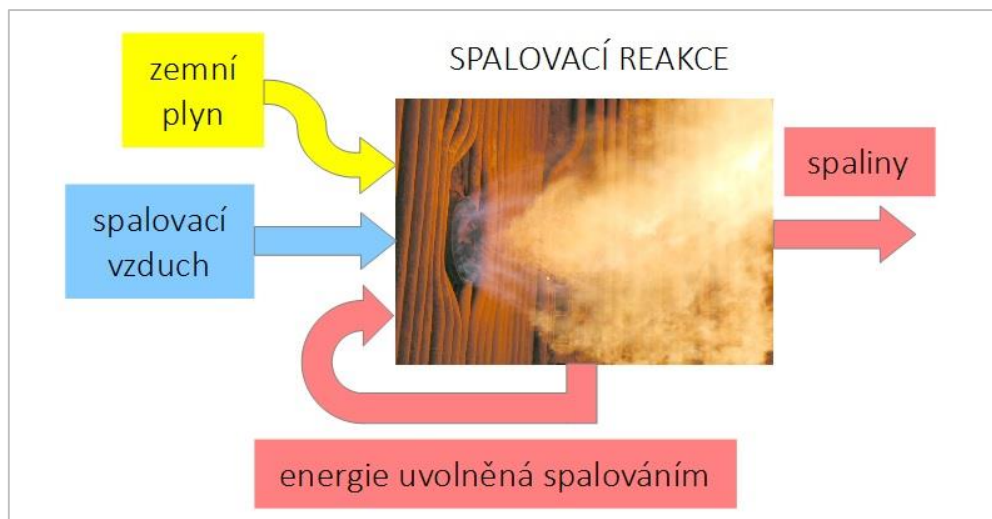 SPALOVACÍ REAKCE
zemní
plyn
spalovací
vzduch
spaliny
energie uvolněná spalováním